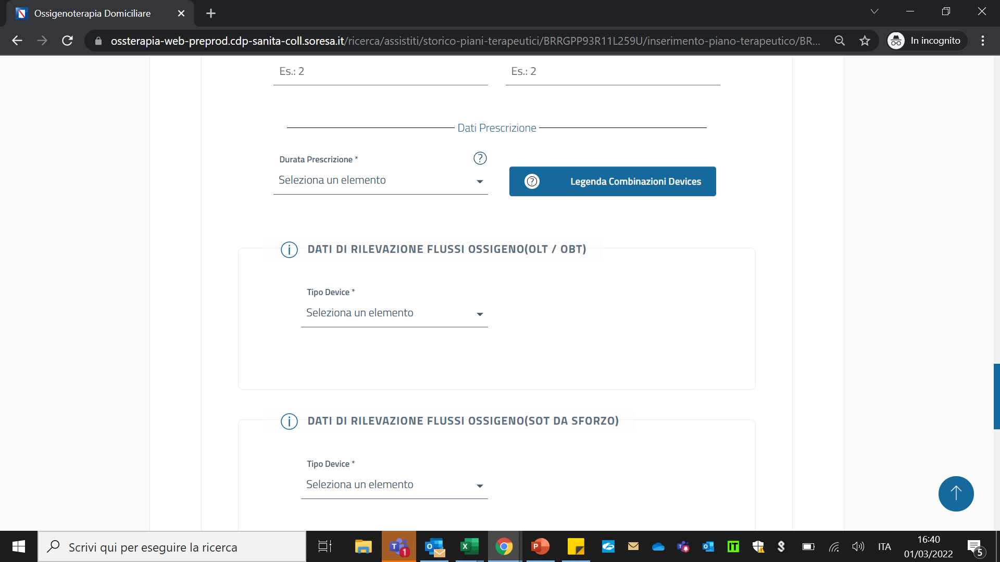 Ossigenoterapia Domiciliare
ossterapia-web-preprod.cdp-sanita-coll.soresa.it/ricerca/assistiti/storico-piani-terapeutici/BRRGPP93R11L259U/inserimento-piano-terapeutico/BR...
In incognito
Es.: 2
Es.: 2
Dati Prescrizione
Durata Prescrizione *
?
Seleziona un elemento
? Legenda Combinazioni Devices
i DATI DI RILEVAZIONE FLUSSI OSSIGENO(OLT / OBT)
Tipo Device *
Seleziona un elemento
i DATI DI RILEVAZIONE FLUSSI OSSIGENO(SOT DA SFORZO)
Tipo Device *
Seleziona un elemento
Scrivi qui per eseguire la ricerca
T 1
O
X
P
T
O
IT
ITA
16:40
01/03/2022
5